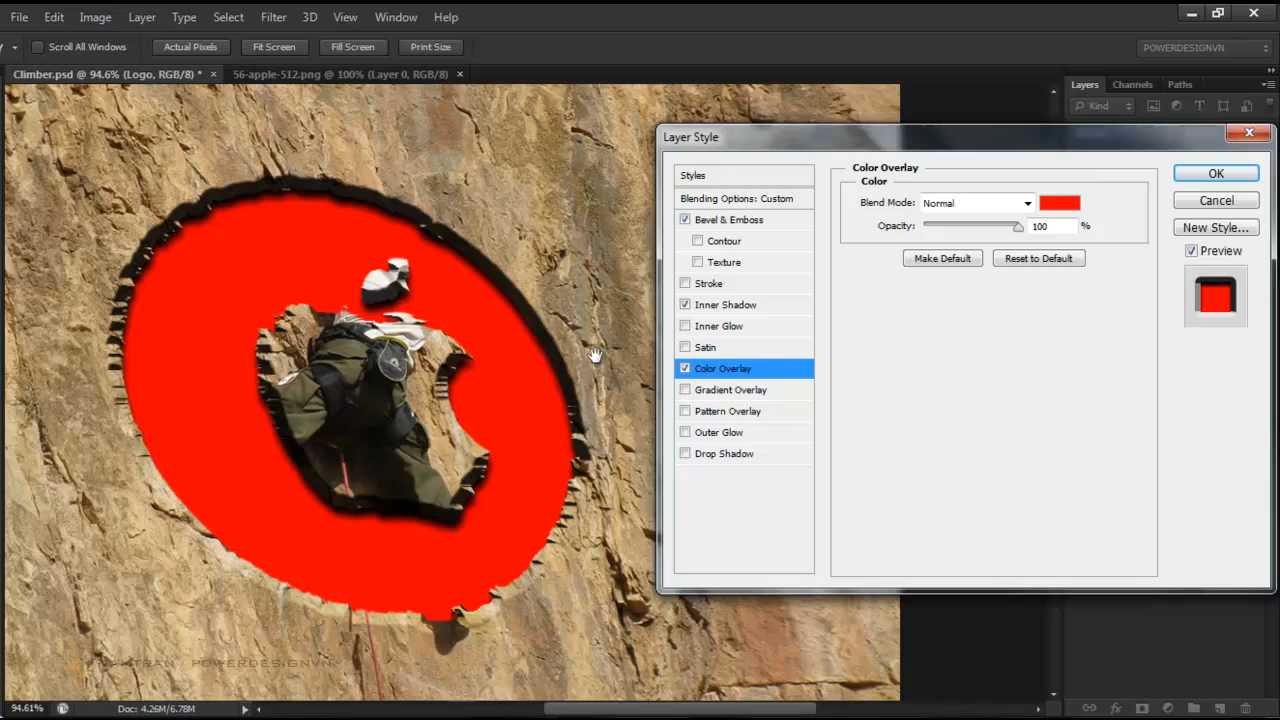 File Edit Image Layer Type Select Filter 3D View Window Help
Scroll All Windows Actual Pixels Fit Screen Fill Screen Print Size POWERDESIGNVN
Climber.psd @ 94.6% (Logo, RGB/8) * × 56-apple-512.png @ 100% (Layer 0, RGB/8) ×
Layers Channels Paths
Kind
Layer Style
Styles
Blending Options: Custom
Bevel & Emboss
Contour
Texture
Stroke
Inner Shadow
Inner Glow
Satin
Color Overlay
Gradient Overlay
Pattern Overlay
Outer Glow
Drop Shadow
Color Overlay
Color
Blend Mode: Normal
Opacity: 100 %
Make Default Reset to Default
OK
Cancel
New Style...
Preview
POWERDESIGNVN
94.61% Doc: 4.26M/6.78M